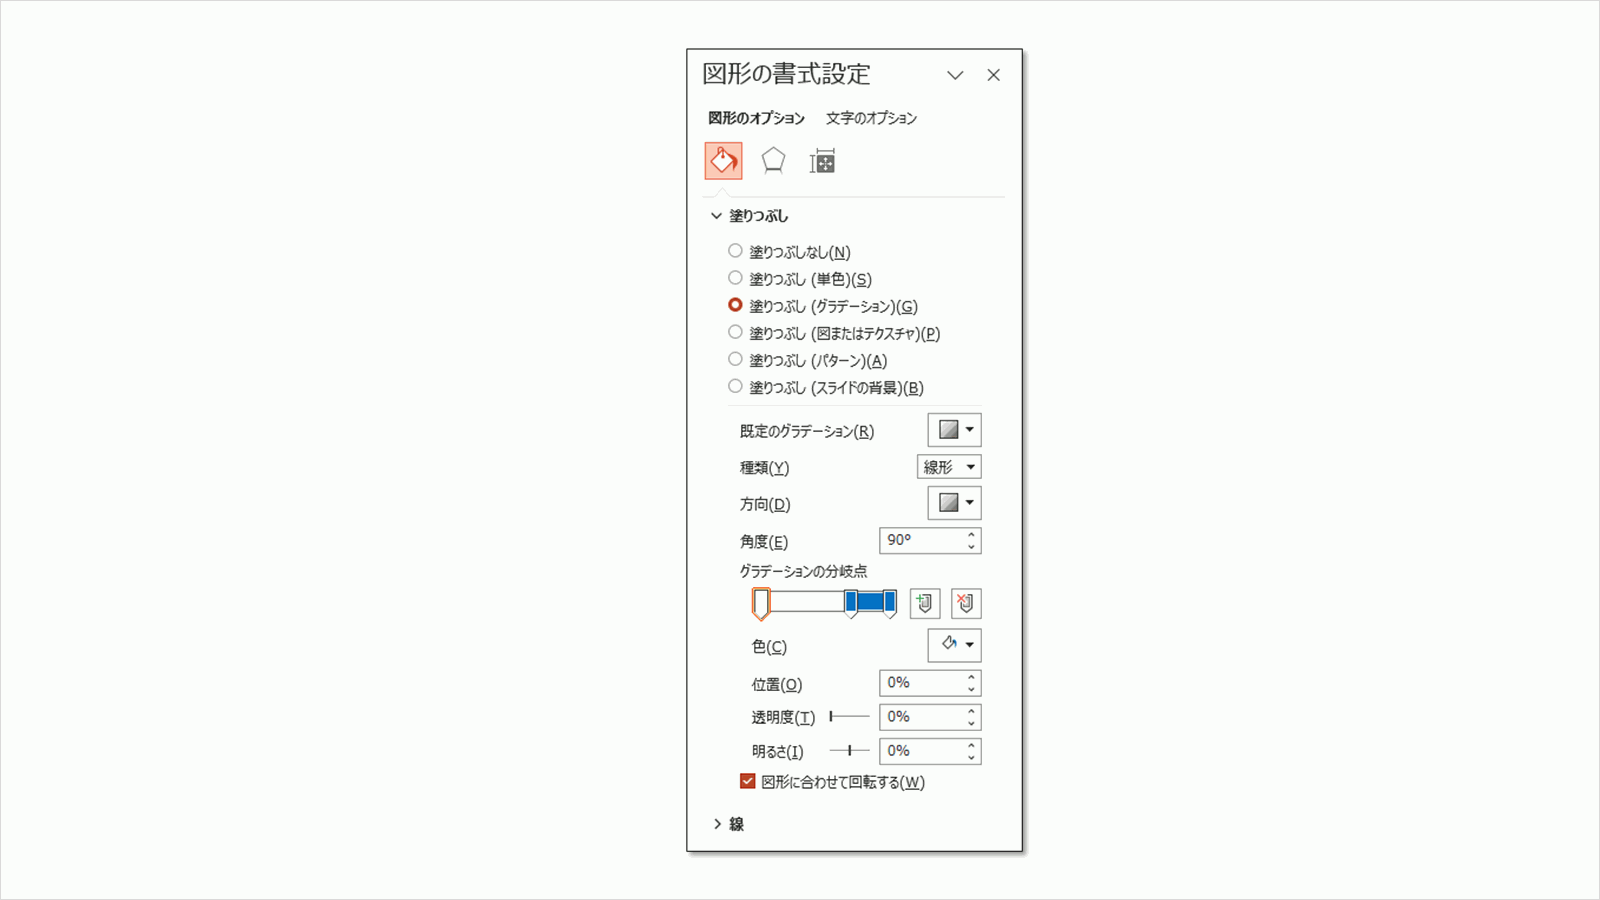 図形の書式設定
図形のオプション 文字のオプション
塗りつぶし
塗りつぶしなし(N)
塗りつぶし (単色)(S)
塗りつぶし (グラデーション)(G)
塗りつぶし (図またはテクスチャ)(P)
塗りつぶし (パターン)(A)
塗りつぶし (スライドの背景)(B)
既定のグラデーション(R)
種類(Y) 線形
方向(D)
角度(E) 90°
グラデーションの分岐点
色(C)
位置(O) 0%
透明度(T) 0%
明るさ(I) 0%
図形に合わせて回転する(W)
線